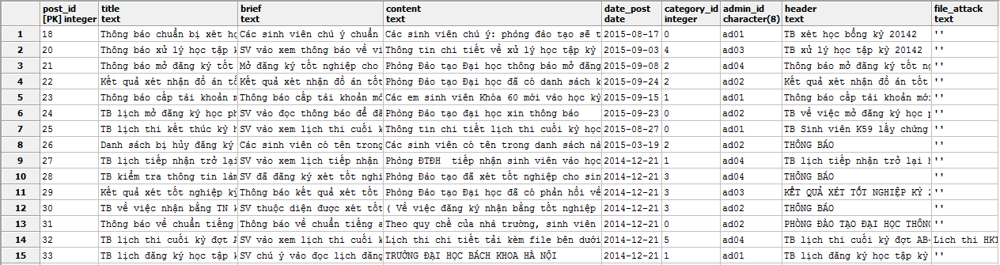 post_id title brief content date_post category_id admin_id header file_attack
[PK] integer text text text date integer character(8) text text
1 18 Thông báo chuẩn bị xét họ Các sinh viên chú ý chuẩn Các sinh viên chú ý: phòng đào tạo sẽ t 2015-08-17 0 ad01 TB xét học bổng kỳ 20142 ''
2 20 Thông báo xử lý học tập k SV vào xem thông báo về vi Thông tin chi tiết về xử lý học tập kỳ 2015-09-03 4 ad03 TB xử lý học tập kỳ 20142 ''
3 21 Thông báo mở đăng ký tốt Mở đăng ký tốt nghiệp cho Phòng Đào tạo Đại học thông báo mở đăng 2015-09-08 2 ad04 Thông báo mở đăng ký tốt ng ''
4 22 Kết quả xét nhận đồ án tố Kết quả xét nhận đồ án tốt Phòng Đào tạo Đại học đã có danh sách k 2015-09-24 2 ad02 Kết quả xét nhận đồ án tốt ''
5 23 Thông báo cấp tài khoản m Thông báo cấp tài khoản mớ Các em sinh viên Khóa 60 mới vào học kỳ 2015-09-15 1 ad01 Thông báo cấp tài khoản mới ''
6 24 TB lịch mở đăng ký học ph SV vào đọc thông báo để đă Phòng đào tạo đại học xin thông báo 2015-09-23 0 ad02 TB về việc mở đăng ký học p ''
7 25 TB lịch thi kết thúc kỳ h SV vào xem lịch thi cuối k Thông tin chi tiết lịch thi cuối kỳ học 2015-08-27 0 ad01 TB Sinh viên K59 lấy chứng ''
8 26 Danh sách bị hủy đăng ký Các sinh viên có tên trong Các sinh viên có tên trong danh sách nà 2015-03-19 2 ad02 THÔNG BÁO ''
9 27 TB lịch tiếp nhận trở lại SV vào xem lịch tiếp nhận Phòng ĐTĐH tiếp nhận sinh viên vào học 2014-12-21 1 ad04 TB lịch tiếp nhận trở lại h ''
10 28 TB kiểm tra thông tin làm SV đã đăng ký xét tốt nghi Phòng Đào tạo đã xét tốt nghiệp cho sin 2014-12-21 3 ad04 THÔNG BÁO ''
11 29 Kết quả xét tốt nghiệp kỳ Thông báo kết quả xét tốt Phòng Đào tạo Đại học đã có phản hồi về 2014-12-21 3 ad03 KẾT QUẢ XÉT TỐT NGHIỆP KỲ 2 ''
12 30 TB về việc nhận bằng TN k SV thuộc diện được xét tốt ( Về việc đăng ký nhận bằng tốt nghiệp 2014-12-21 3 ad02 THÔNG BÁO ''
13 31 Thông báo về chuẩn tiếng Thông báo về chuẩn tiếng a Theo quy chế của nhà trường, sinh viên 2014-12-21 0 ad02 PHÒNG ĐÀO TẠO ĐẠI HỌC THÔNG ''
14 32 TB lịch thi cuối kỳ đợt A SV vào xem lịch thi cuối k Lịch thi chi tiết tải kèm file bên dưới 2014-12-21 5 ad04 TB lịch thi cuối kỳ đợt AB- Lịch thi HK1
15 33 TB lịch đăng ký học tập k SV chú ý vào đọc lịch đăng TRƯỜNG ĐẠI HỌC BÁCH KHOA HÀ NỘI 2014-12-21 1 ad01 TB lịch đăng ký học tập kỳ ''